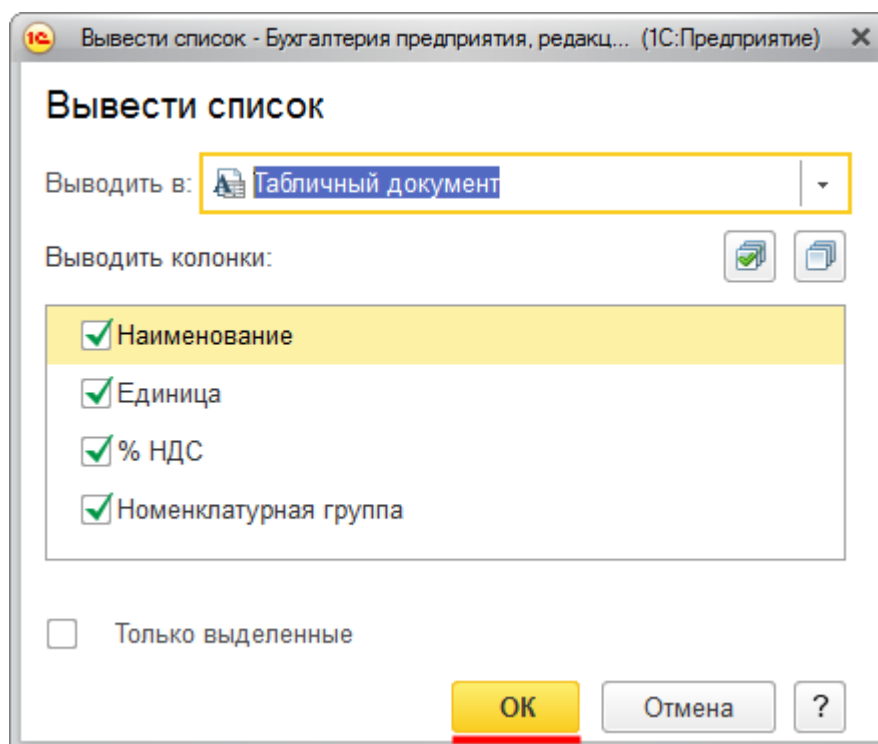 1С Вывести список - Бухгалтерия предприятия, редакц... (1С:Предприятие)
Вывести список
Выводить в: Табличный документ
Выводить колонки:
Наименование
Единица
% НДС
Номенклатурная группа
Только выделенные
ОК Отмена ?